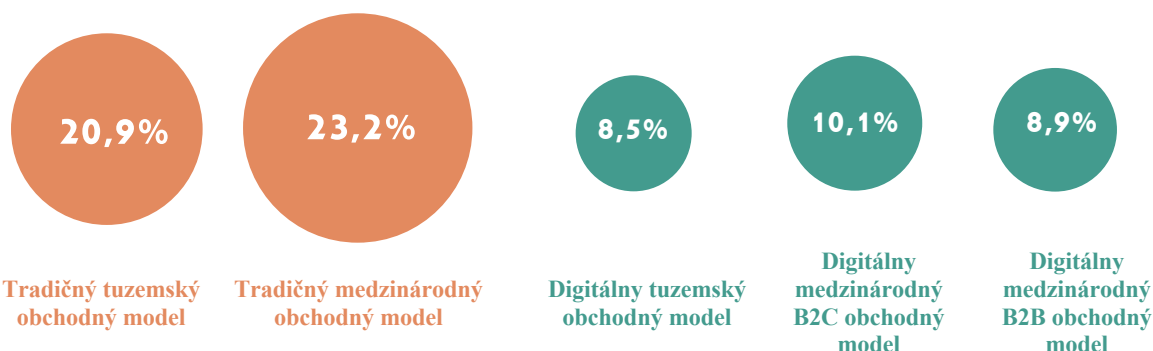 20,9%
23,2%
8,5%
10,1%
8,9%
Tradičný tuzemský
obchodný model
Tradičný medzinárodný
obchodný model
Digitálny tuzemský
obchodný model
Digitálny
medzinárodný
B2C obchodný
model
Digitálny
medzinárodný
B2B obchodný
model